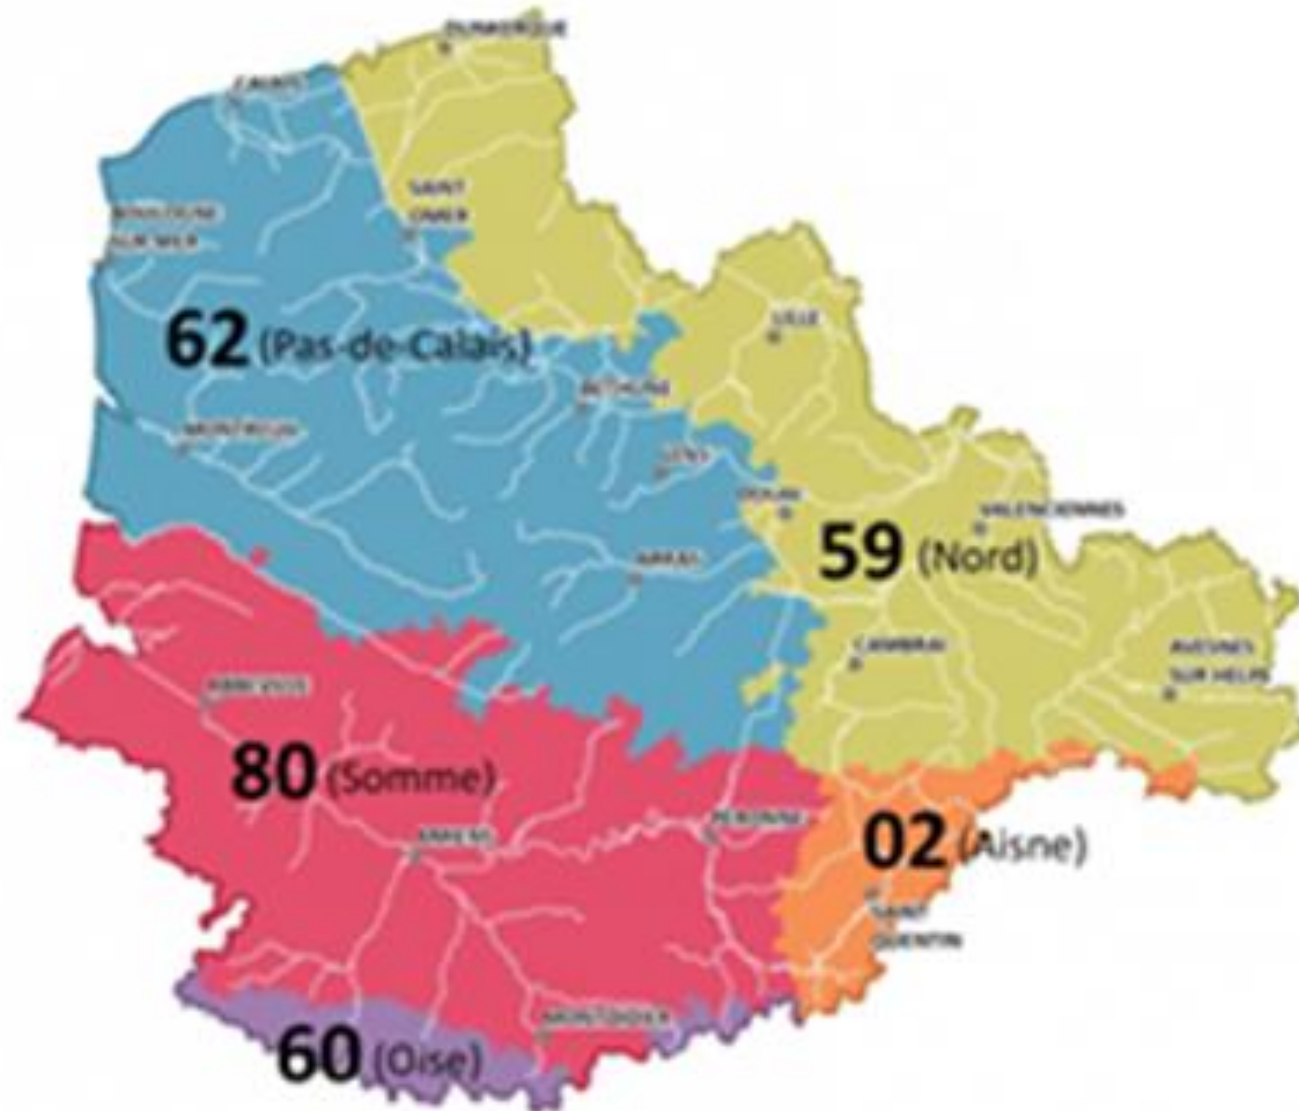 DUNKERQUE
CALAIS
SAINT
OMER
BOULOGNE
SUR MER
LILLE
62 (Pas-de-Calais)
BETHUNE
MONTREUIL
LENS
DOUAI
VALENCIENNES
59 (Nord)
ARRAS
CAMBRAI
AVESNES
SUR HELPE
ABBEVILLE
80 (Somme)
PERONNE
AMIENS
02 (Aisne)
SAINT
QUENTIN
MONTDIDIER
60 (Oise)